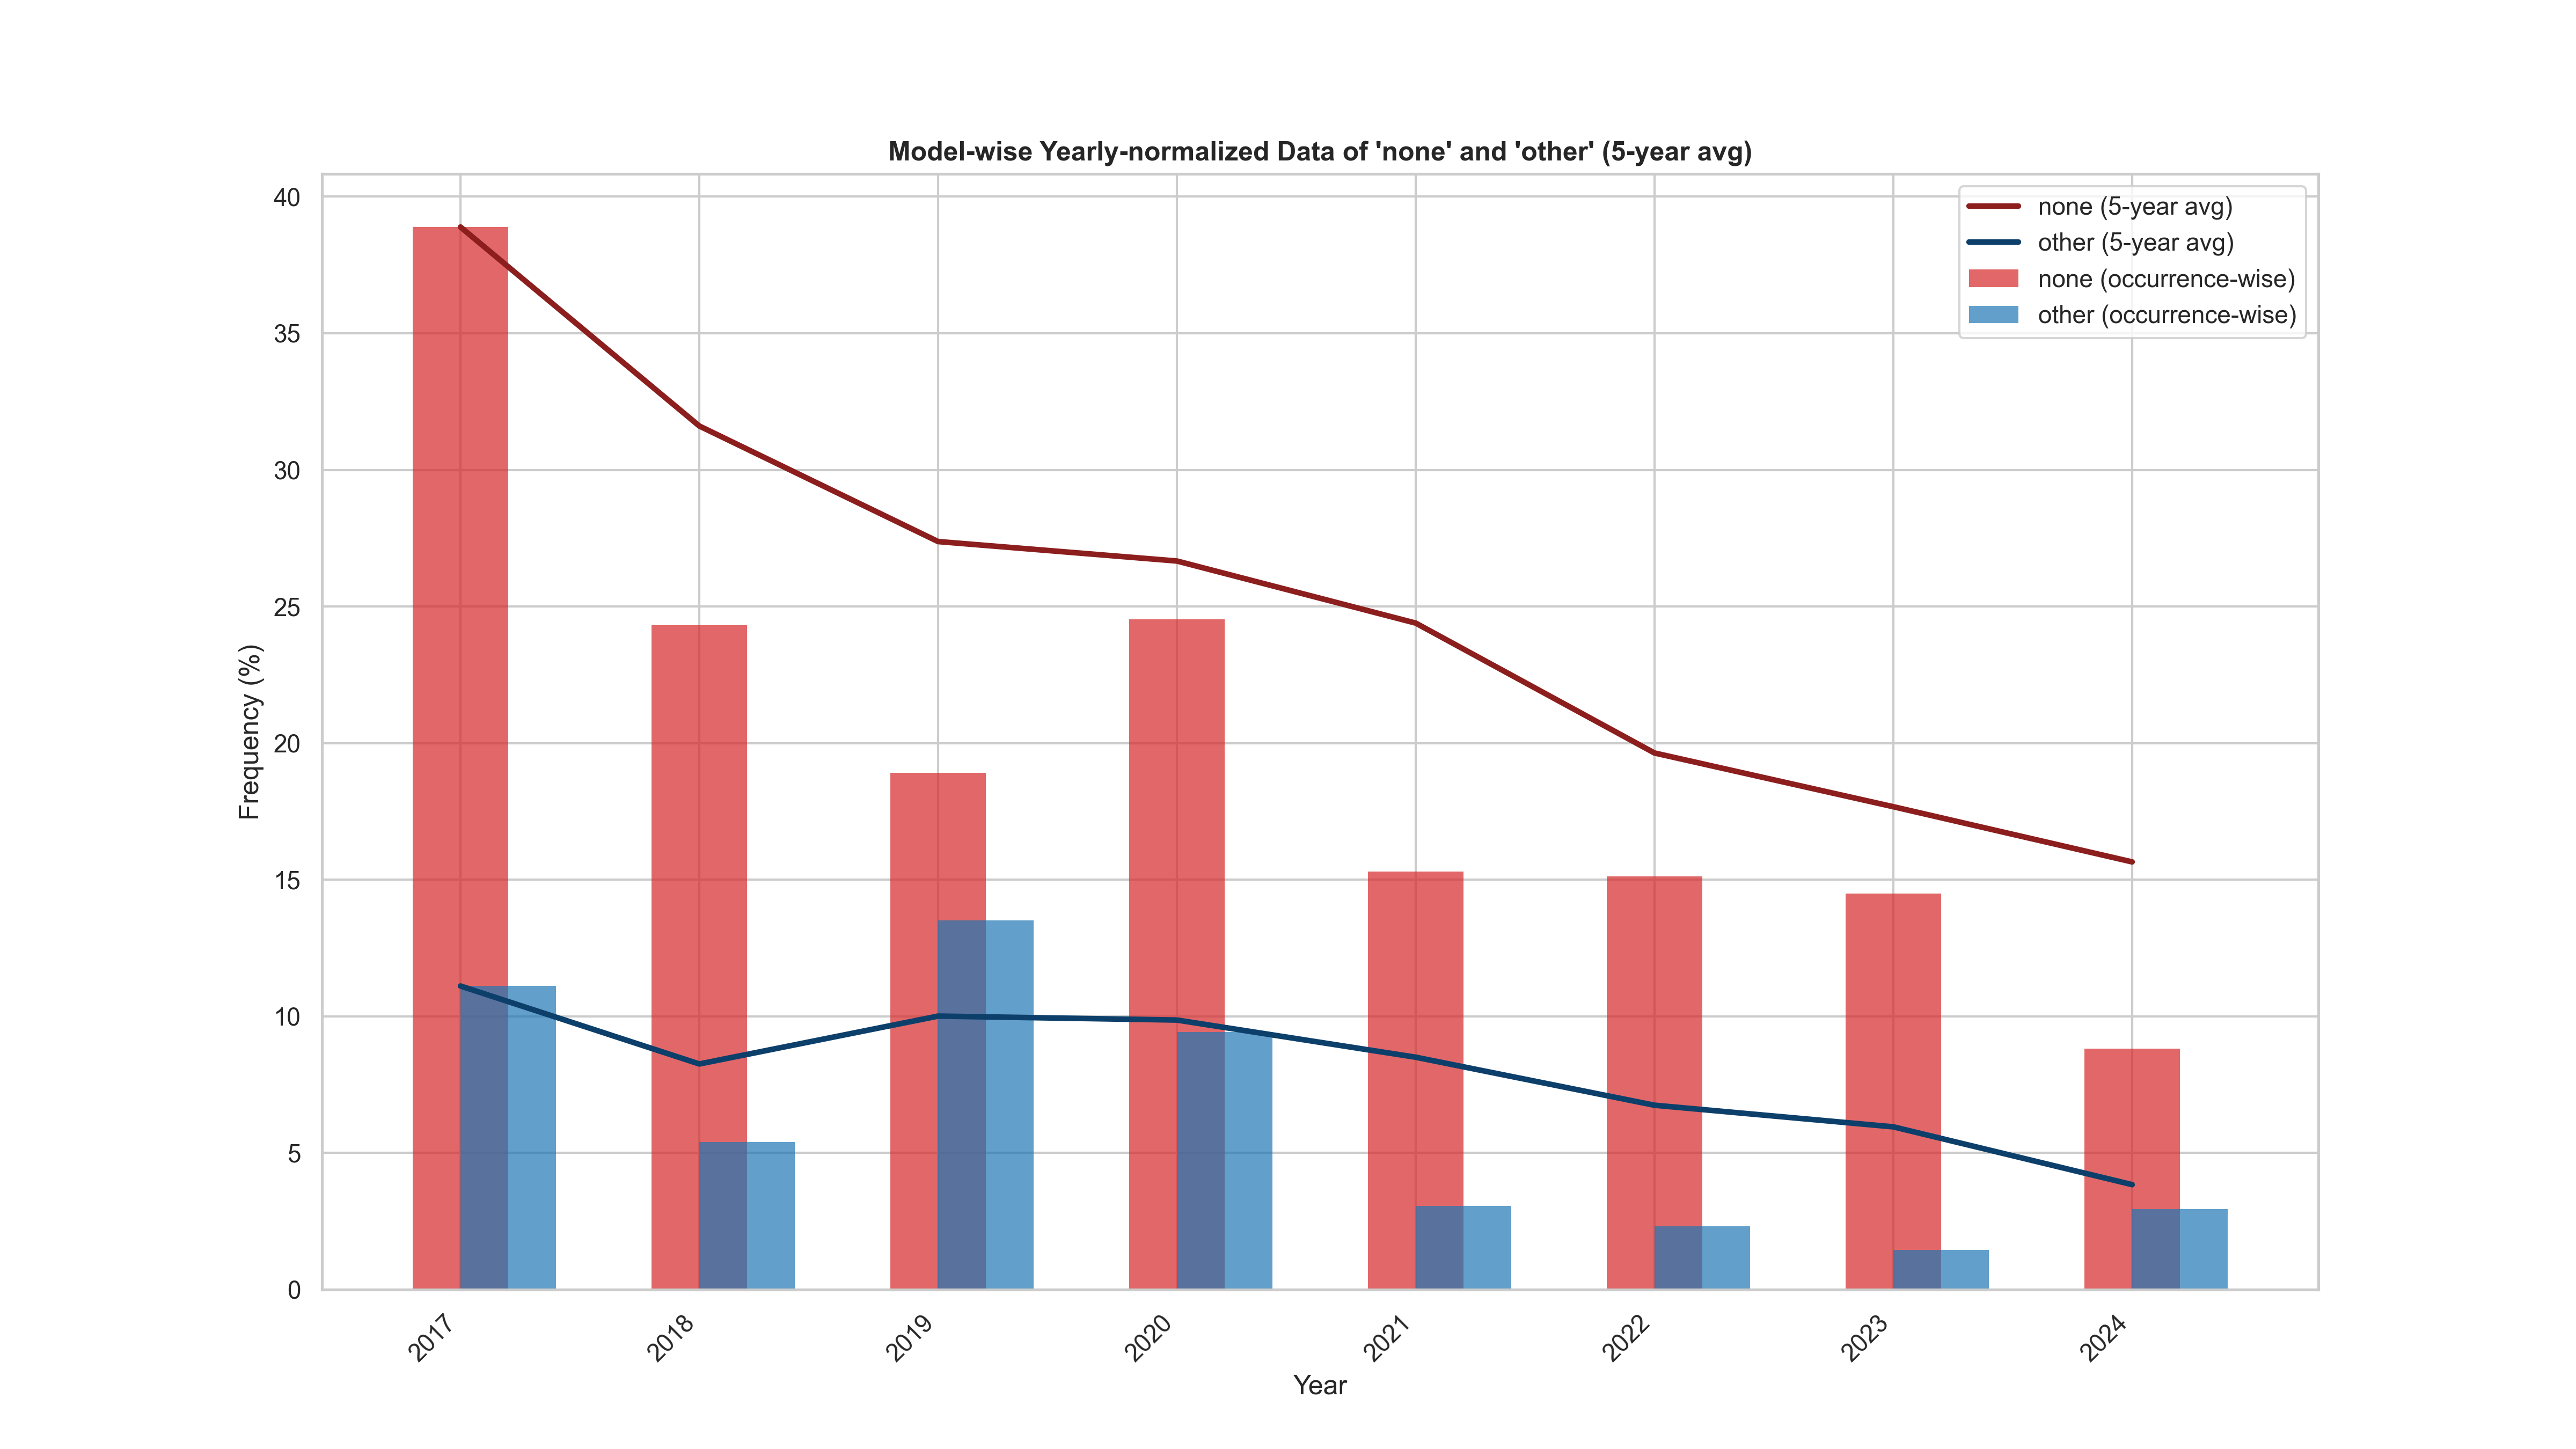 Model-wise Yearly-normalized Data of 'none' and 'other' (5-year avg)
none (5-year avg)
other (5-year avg)
none (occurrence-wise)
other (occurrence-wise)
Frequency (%)
40
35
30
25
20
15
10
5
0
2017
2018
2019
2020
2021
2022
2023
2024
Year